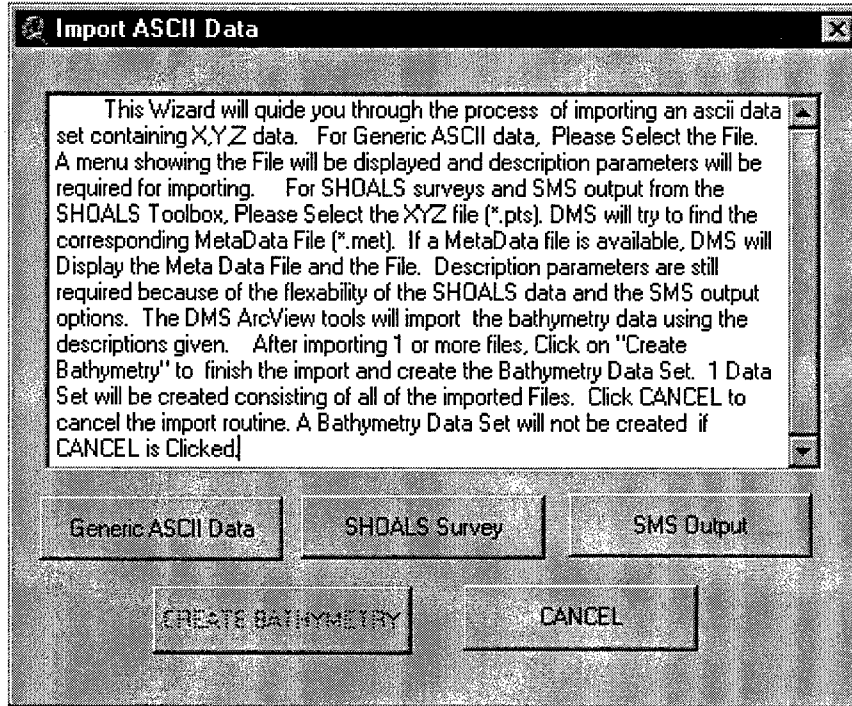 Import ASCII Data
This Wizard will quide you through the process of importing an ascii data
set containing X,Y,Z data. For Generic ASCII data, Please Select the File.
A menu showing the File will be displayed and description parameters will be
required for importing. For SHOALS surveys and SMS output from the
SHOALS Toolbox, Please Select the XYZ file (*.pts). DMS will try to find the
corresponding MetaData File (*.met). If a MetaData file is available, DMS will
Display the Meta Data File and the File. Description parameters are still
required because of the flexability of the SHOALS data and the SMS output
options. The DMS ArcView tools will import the bathymetry data using the
descriptions given. After importing 1 or more files, Click on "Create
Bathymetry" to finish the import and create the Bathymetry Data Set. 1 Data
Set will be created consisting of all of the imported Files. Click CANCEL to
cancel the import routine. A Bathymetry Data Set will not be created if
CANCEL is Clicked.
Generic ASCII Data SHOALS Survey SMS Output
CREATE BATHYMETRY CANCEL